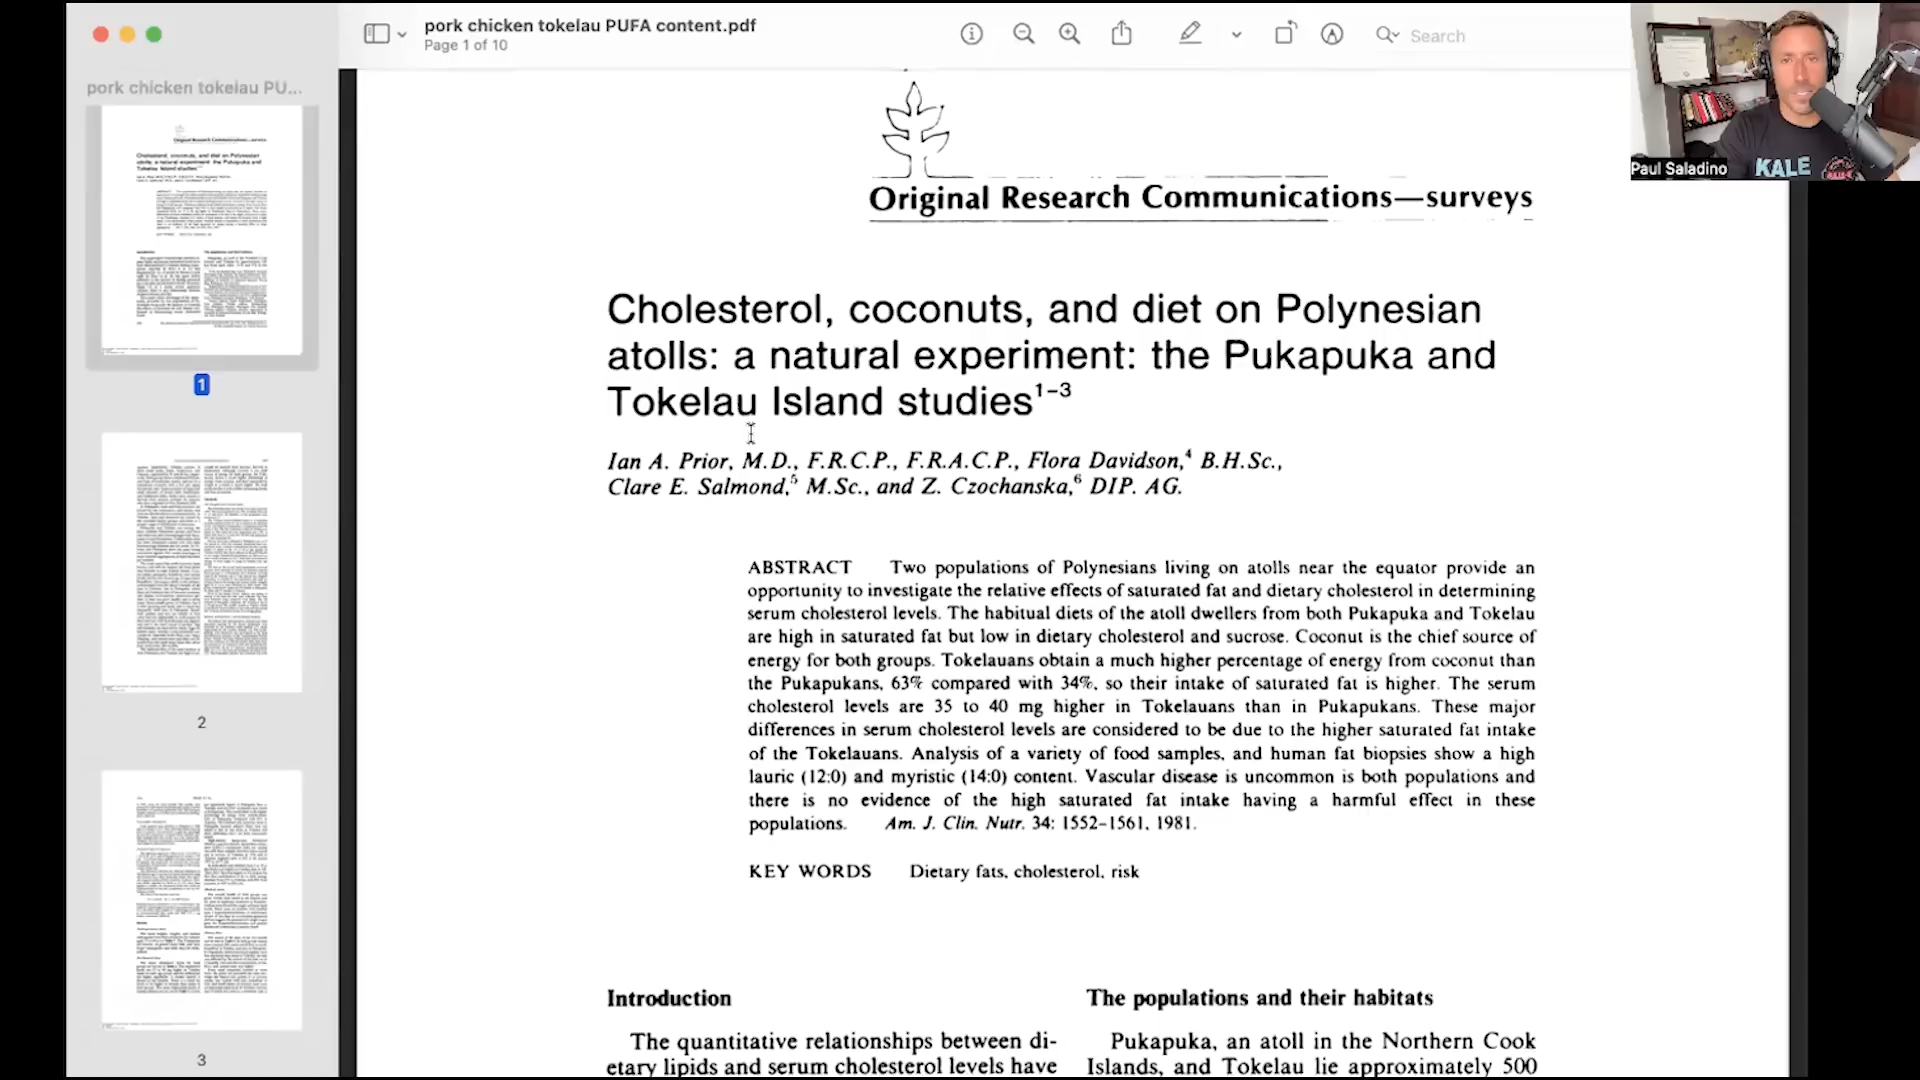 pork chicken tokelau PUFA content.pdf
Page 1 of 10
Search
pork chicken tokelau PU...
1
2
3
Paul Saladino
KALE
Original Research Communications—surveys
Cholesterol, coconuts, and diet on Polynesian
atolls: a natural experiment: the Pukapuka and
Tokelau Island studies¹⁻³
Ian A. Prior, M.D., F.R.C.P., F.R.A.C.P., Flora Davidson,⁴ B.H.Sc.,
Clare E. Salmond,⁵ M.Sc., and Z. Czochanska,⁶ DIP. AG.
ABSTRACT Two populations of Polynesians living on atolls near the equator provide an
opportunity to investigate the relative effects of saturated fat and dietary cholesterol in determining
serum cholesterol levels. The habitual diets of the atoll dwellers from both Pukapuka and Tokelau
are high in saturated fat but low in dietary cholesterol and sucrose. Coconut is the chief source of
energy for both groups. Tokelauans obtain a much higher percentage of energy from coconut than
the Pukapukans, 63% compared with 34%, so their intake of saturated fat is higher. The serum
cholesterol levels are 35 to 40 mg higher in Tokelauans than in Pukapukans. These major
differences in serum cholesterol levels are considered to be due to the higher saturated fat intake
of the Tokelauans. Analysis of a variety of food samples, and human fat biopsies show a high
lauric (12:0) and myristic (14:0) content. Vascular disease is uncommon is both populations and
there is no evidence of the high saturated fat intake having a harmful effect in these
populations. Am. J. Clin. Nutr. 34: 1552-1561, 1981.
KEY WORDS Dietary fats, cholesterol, risk
Introduction
The quantitative relationships between di-
etary lipids and serum cholesterol levels have
The populations and their habitats
Pukapuka, an atoll in the Northern Cook
Islands, and Tokelau lie approximately 500